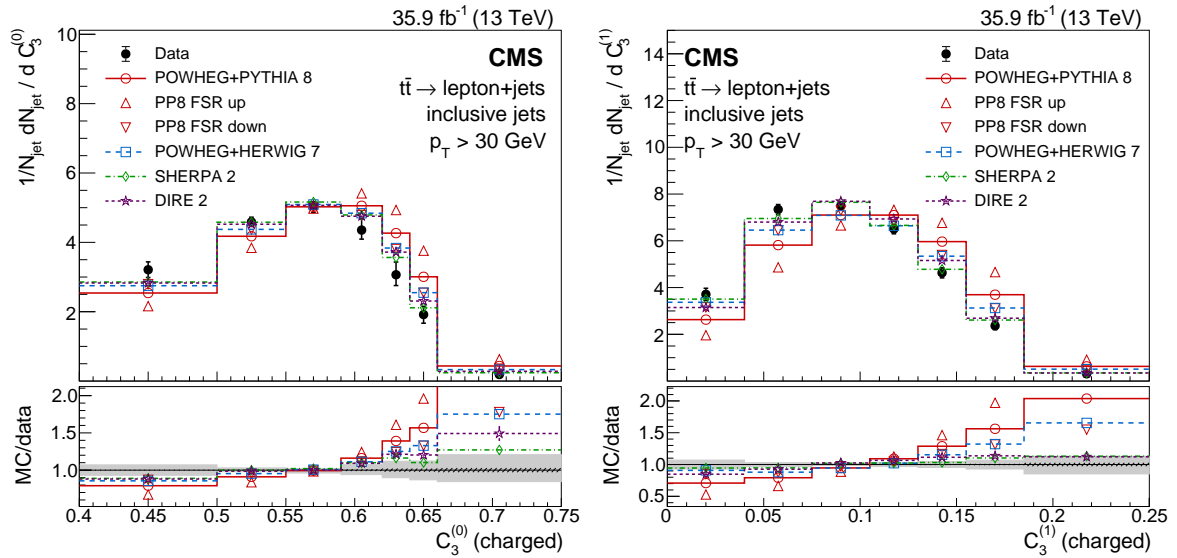 35.9 fb⁻¹ (13 TeV)
1/N_jet dN_jet / d C_3^(0)
10
8
6
4
2
Data
POWHEG+PYTHIA 8
PP8 FSR up
PP8 FSR down
POWHEG+HERWIG 7
SHERPA 2
DIRE 2
CMS
tt̄ → lepton+jets
inclusive jets
p_T > 30 GeV
MC/data
2.0
1.5
1.0
0.5
0.4 0.45 0.5 0.55 0.6 0.65 0.7 0.75
C_3^(0) (charged)
35.9 fb⁻¹ (13 TeV)
1/N_jet dN_jet / d C_3^(1)
14
12
10
8
6
4
2
CMS
tt̄ → lepton+jets
inclusive jets
p_T > 30 GeV
Data
POWHEG+PYTHIA 8
PP8 FSR up
PP8 FSR down
POWHEG+HERWIG 7
SHERPA 2
DIRE 2
MC/data
2.0
1.5
1.0
0.5
0 0.05 0.1 0.15 0.2 0.25
C_3^(1) (charged)